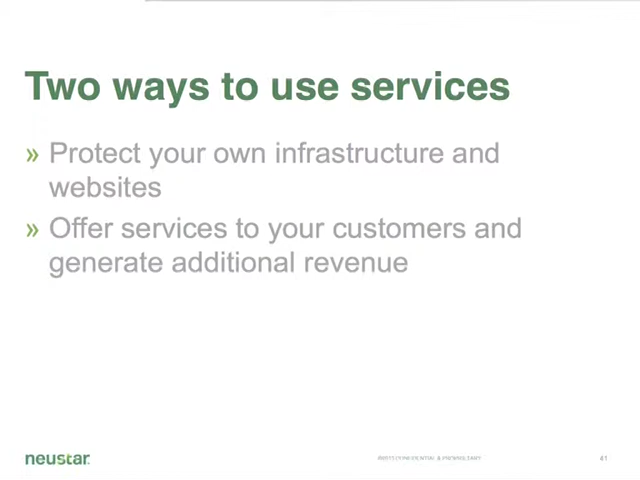 Two ways to use services
» Protect your own infrastructure and
websites
» Offer services to your customers and
generate additional revenue
neustar
41